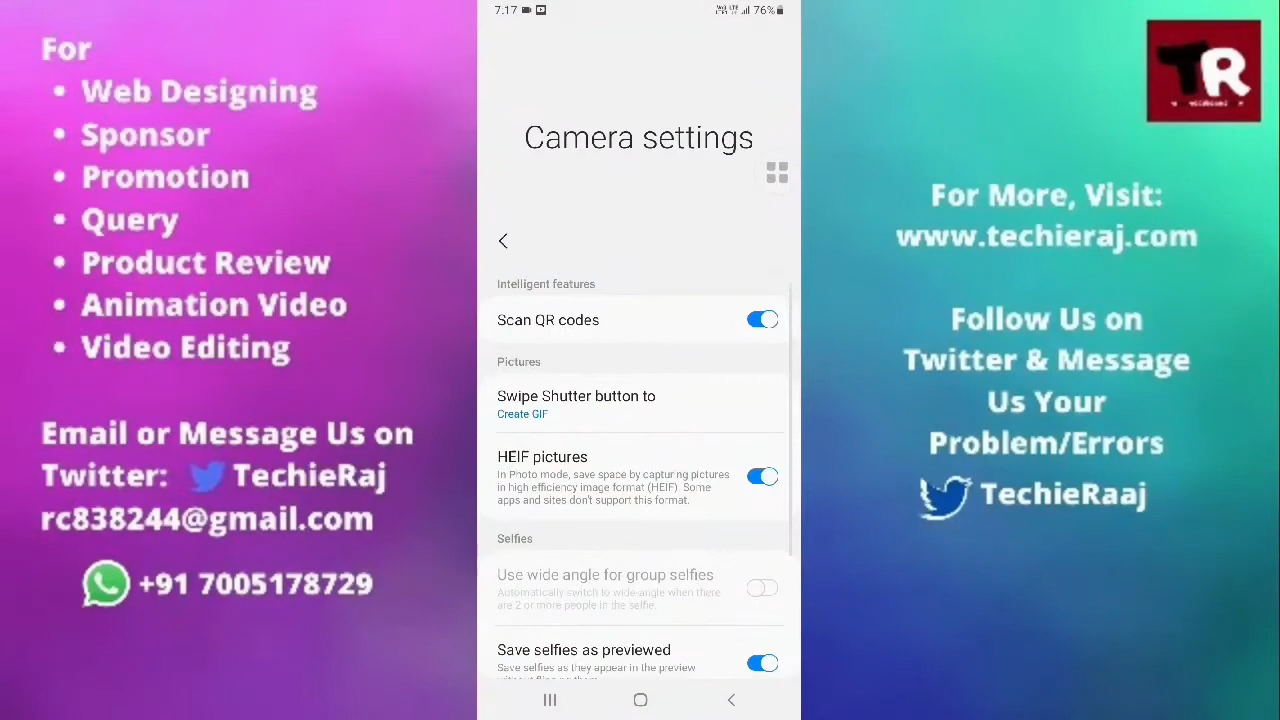 For
• Web Designing
• Sponsor
• Promotion
• Query
• Product Review
• Animation Video
• Video Editing
Email or Message Us on
Twitter: TechieRaj
rc838244@gmail.com
+91 7005178729
7:17
76%
Camera settings
Intelligent features
Scan QR codes
Pictures
Swipe Shutter button to
Create GIF
HEIF pictures
In Photo mode, save space by capturing pictures
in high efficiency image format (HEIF). Some
apps and sites don't support this format.
Selfies
Use wide angle for group selfies
Automatically switch to wide-angle when there
are 2 or more people in the selfie.
Save selfies as previewed
Save selfies as they appear in the preview
TR
For More, Visit:
www.techieraj.com
Follow Us on
Twitter & Message
Us Your
Problem/Errors
TechieRaaj